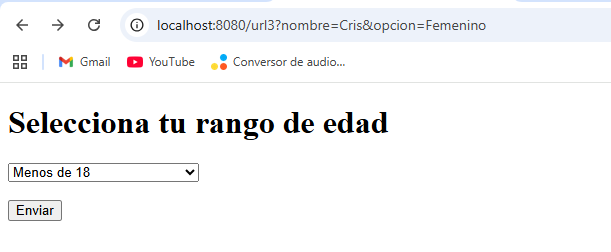 localhost:8080/url3?nombre=Cris&opcion=Femenino
Gmail YouTube Conversor de audio...
Selecciona tu rango de edad
Menos de 18
Enviar